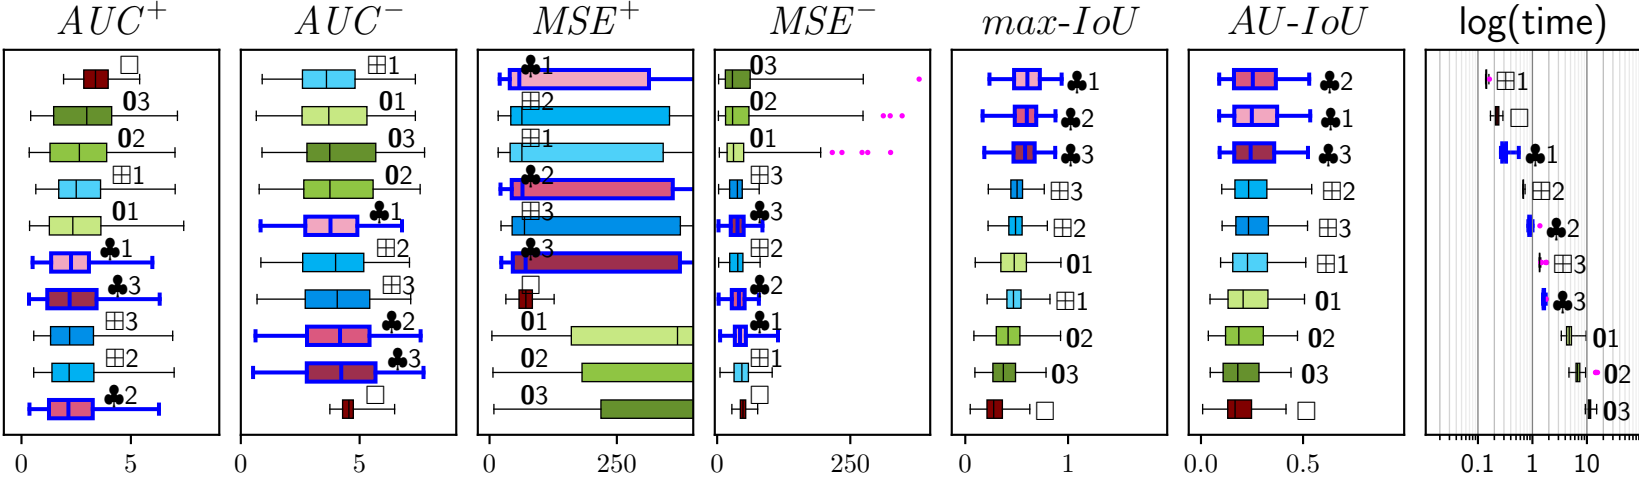 AUC⁺ AUC⁻ MSE⁺ MSE⁻ max-IoU AU-IoU log(time)
□ ⊞1 ♣1 03 ♣1 ♣2 ⊞1
03 01 ⊞2 02 ♣2 ♣1 □
02 03 ⊞1 01 ♣3 ♣3 ♣1
⊞1 02 ♣2 ⊞3 ⊞3 ⊞2 ⊞2
01 ♣1 ⊞3 ♣3 ⊞2 ⊞3 ♣2
♣1 ⊞2 ♣3 ⊞2 01 ⊞1 ⊞3
♣3 ⊞3 □ ♣2 ⊞1 01 ♣3
⊞3 ♣2 01 ♣1 02 02 01
⊞2 ♣3 02 ⊞1 03 03 02
♣2 □ 03 □ □ □ 03
0 5 0 5 0 250 0 250 0 1 0.0 0.5 0.1 1 10